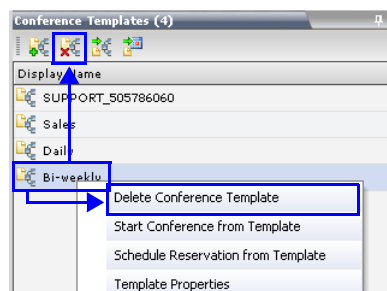 Conference Templates (4)
Display Name
SUPPORT_505786060
Sales
Daily
Bi-weekly
Delete Conference Template
Start Conference from Template
Schedule Reservation from Template
Template Properties